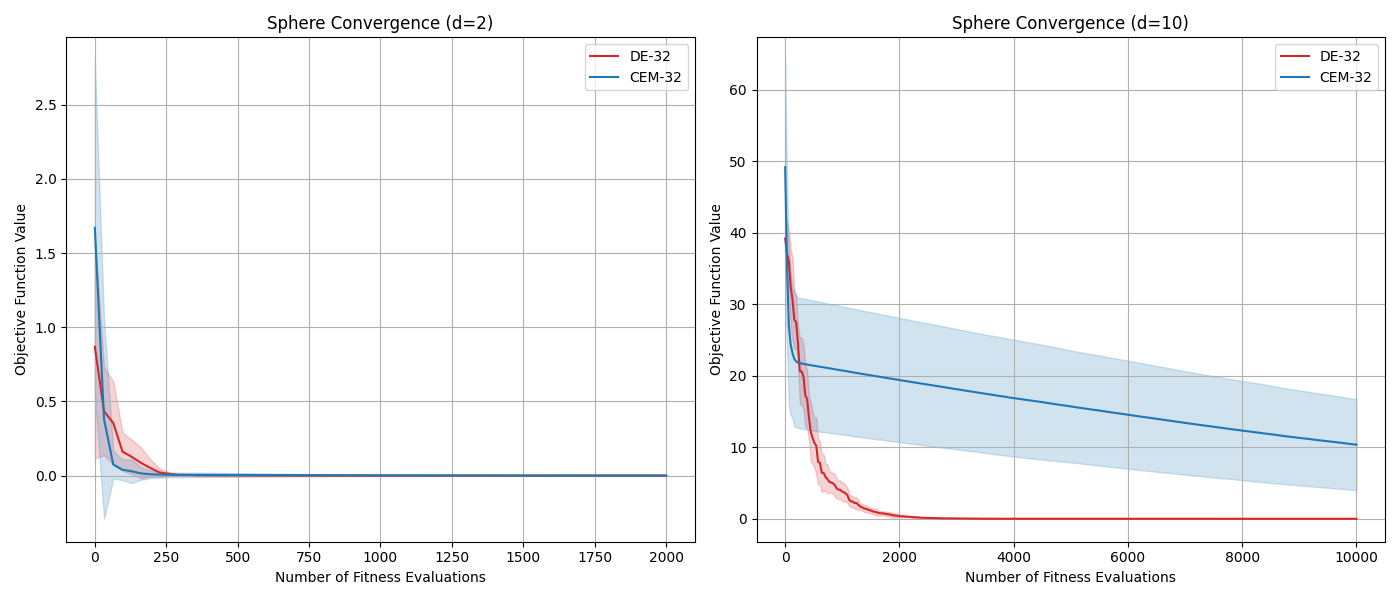 Sphere Convergence (d=2)
Objective Function Value
2.5
2.0
1.5
1.0
0.5
0.0
DE-32
CEM-32
0 250 500 750 1000 1250 1500 1750 2000
Number of Fitness Evaluations
Sphere Convergence (d=10)
Objective Function Value
60
50
40
30
20
10
0
DE-32
CEM-32
0 2000 4000 6000 8000 10000
Number of Fitness Evaluations